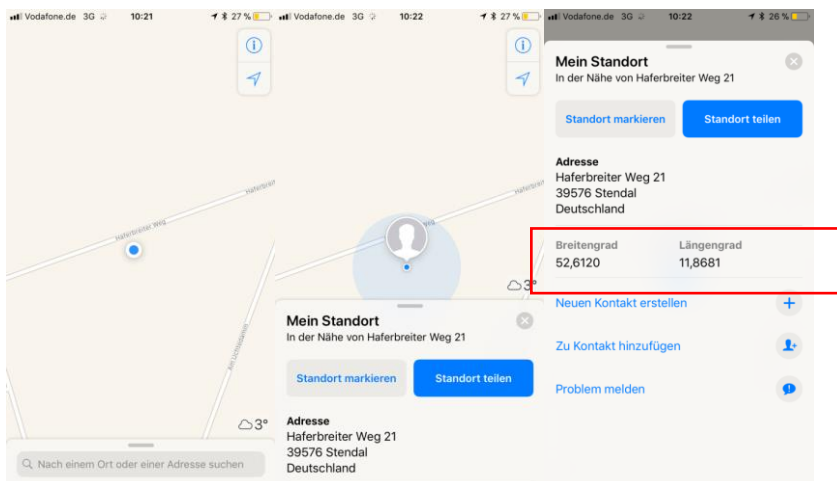 Vodafone.de 3G 10:21 27 %
Haferbreit
Haferbreiter Weg
Am Lichtedamm
3°
Nach einem Ort oder einer Adresse suchen
Vodafone.de 3G 10:22 27 %
Weg
3°
Mein Standort
In der Nähe von Haferbreiter Weg 21
Standort markieren Standort teilen
Adresse
Haferbreiter Weg 21
39576 Stendal
Deutschland
Vodafone.de 3G 10:22 26 %
Mein Standort
In der Nähe von Haferbreiter Weg 21
Standort markieren Standort teilen
Adresse
Haferbreiter Weg 21
39576 Stendal
Deutschland
Breitengrad Längengrad
52,6120 11,8681
Neuen Kontakt erstellen
Zu Kontakt hinzufügen
Problem melden